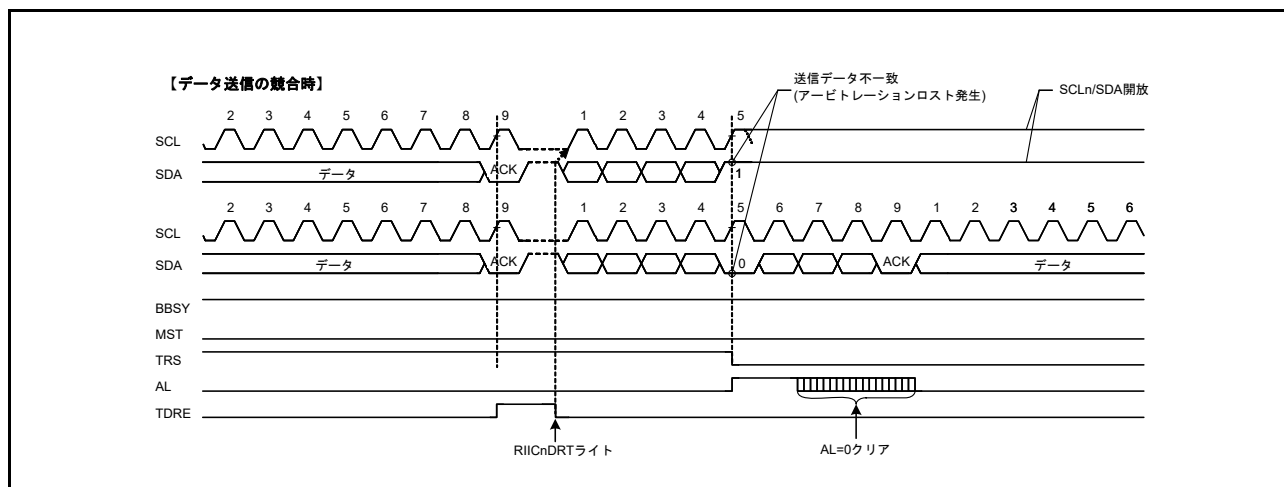 【データ送信の競合時】
送信データ不一致
(アービトレーションロスト発生)
SCLn/SDA開放
2 3 4 5 6 7 8 9 1 2 3 4 5
SCL
SDA データ ACK 1
2 3 4 5 6 7 8 9 1 2 3 4 5 6 7 8 9 1 2 3 4 5 6
SCL
SDA データ ACK 0 ACK データ
BBSY
MST
TRS
AL
TDRE
RIICnDRTライト AL=0クリア